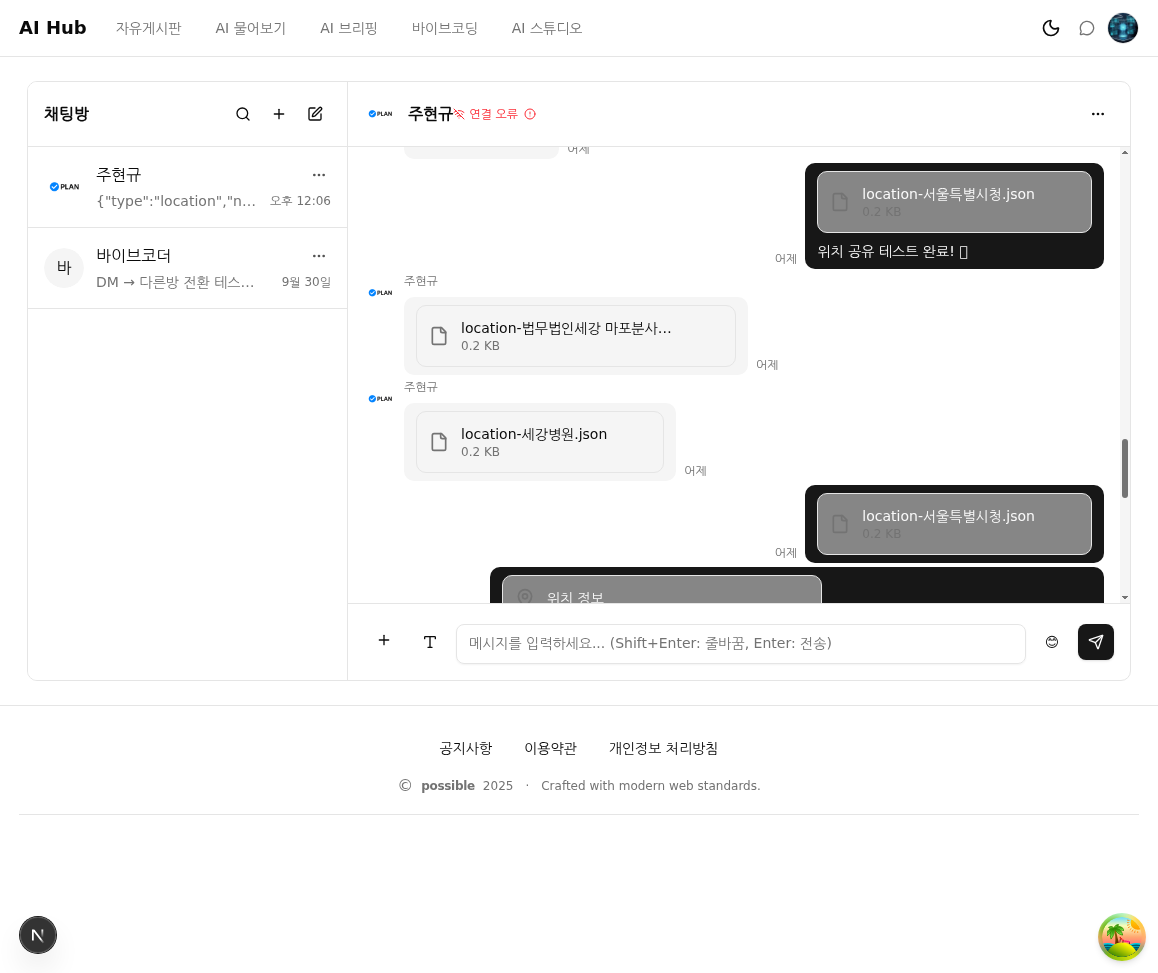 AI Hub
자유게시판
AI 물어보기
AI 브리핑
바이브코딩
AI 스튜디오
채팅방
PLAN
주현규
연결 오류
PLAN
주현규
{"type":"location","n...
오후 12:06
바
바이브코더
DM → 다른방 전환 테스...
9월 30일
어제
location-서울특별시청.json
0.2 KB
위치 공유 테스트 완료!
어제
주현규
PLAN
location-법무법인세강 마포분사...
0.2 KB
어제
주현규
PLAN
location-세강병원.json
0.2 KB
어제
location-서울특별시청.json
0.2 KB
어제
위치 정보
T
메시지를 입력하세요... (Shift+Enter: 줄바꿈, Enter: 전송)
공지사항
이용약관
개인정보 처리방침
© possible 2025 · Crafted with modern web standards.
N